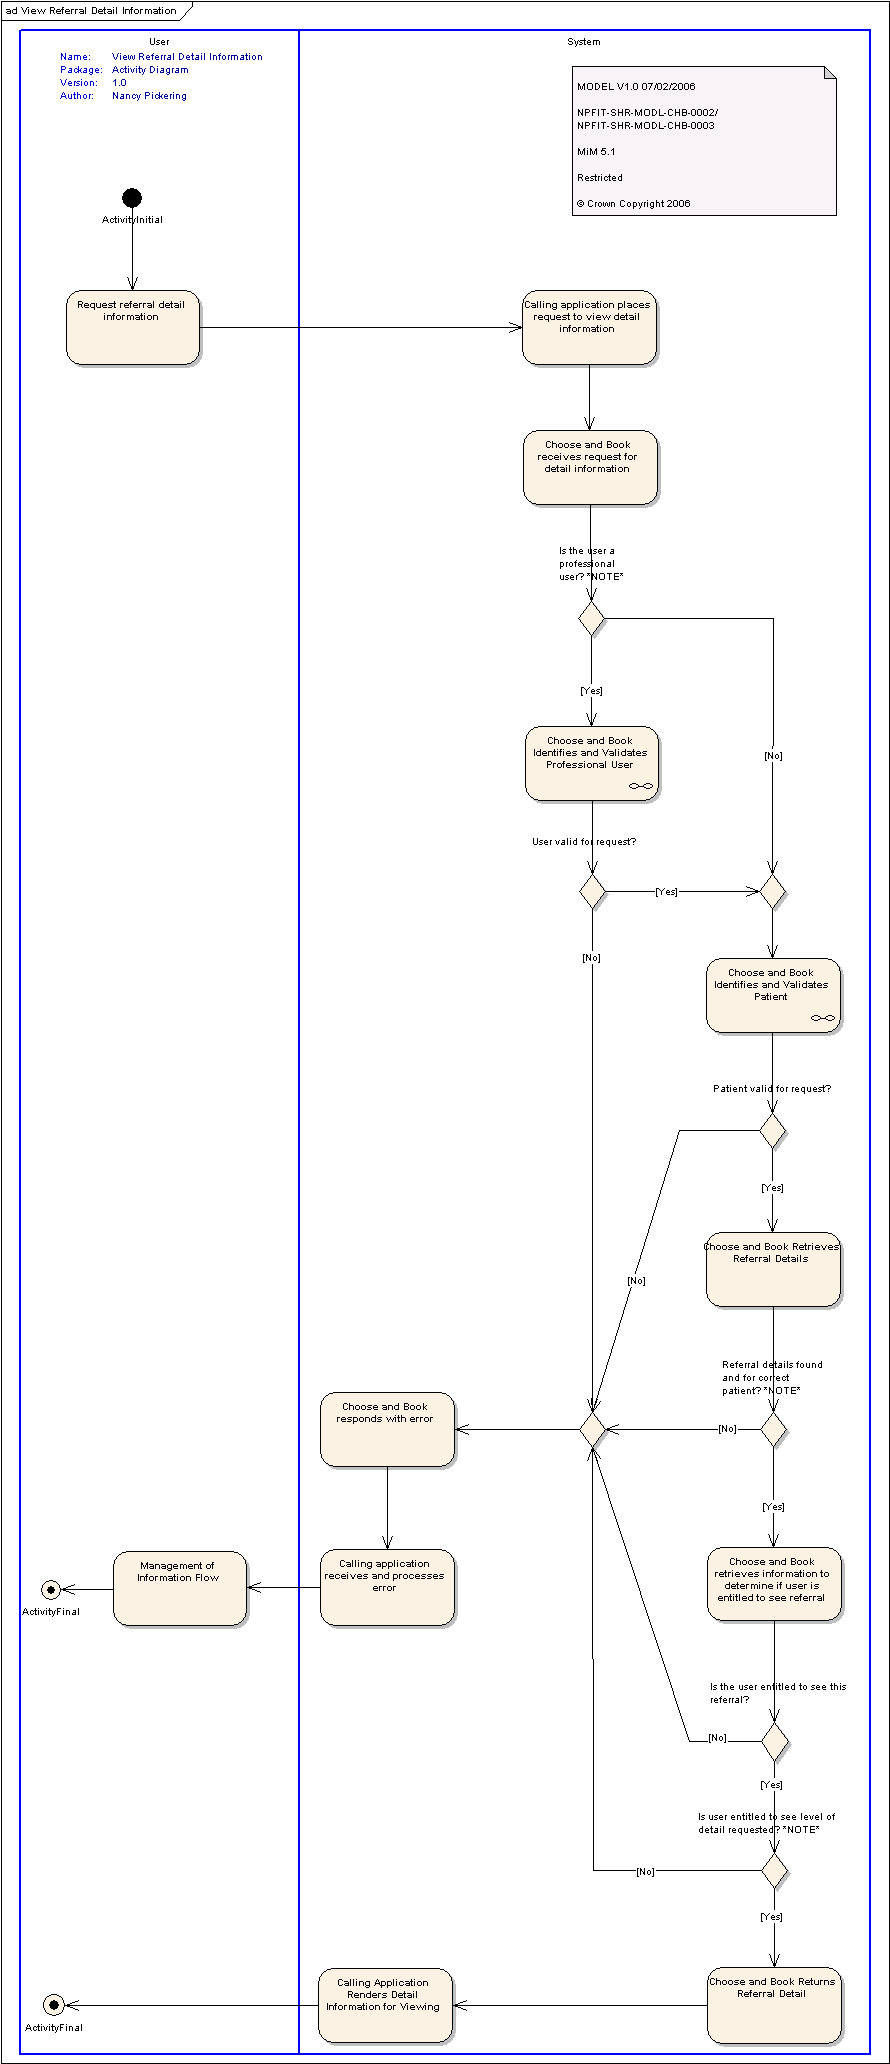 ad View Referral Detail Information
User
System
Name: View Referral Detail Information
Package: Activity Diagram
Version: 1.0
Author: Nancy Pickering
MODEL V1.0 07/02/2006
NPFIT-SHR-MODL-CHB-0002/
NPFIT-SHR-MODL-CHB-0003
MiM 5.1
Restricted
© Crown Copyright 2006
ActivityInitial
Request referral detail
information
Calling application places
request to view detail
information
Choose and Book
receives request for
detail information
Is the user a
professional
user? *NOTE*
[Yes]
[No]
Choose and Book
Identifies and Validates
Professional User
User valid for request?
[Yes]
[No]
Choose and Book
Identifies and Validates
Patient
Patient valid for request?
[Yes]
[No]
Choose and Book Retrieves
Referral Details
Referral details found
and for correct
patient? *NOTE*
[No]
[Yes]
Choose and Book
responds with error
Calling application
receives and processes
error
Management of
Information Flow
ActivityFinal
Choose and Book
retrieves information to
determine if user is
entitled to see referral
Is the user entitled to see this
referral?
[No]
[Yes]
Is user entitled to see level of
detail requested? *NOTE*
[No]
[Yes]
Choose and Book Returns
Referral Detail
Calling Application
Renders Detail
Information for Viewing
ActivityFinal